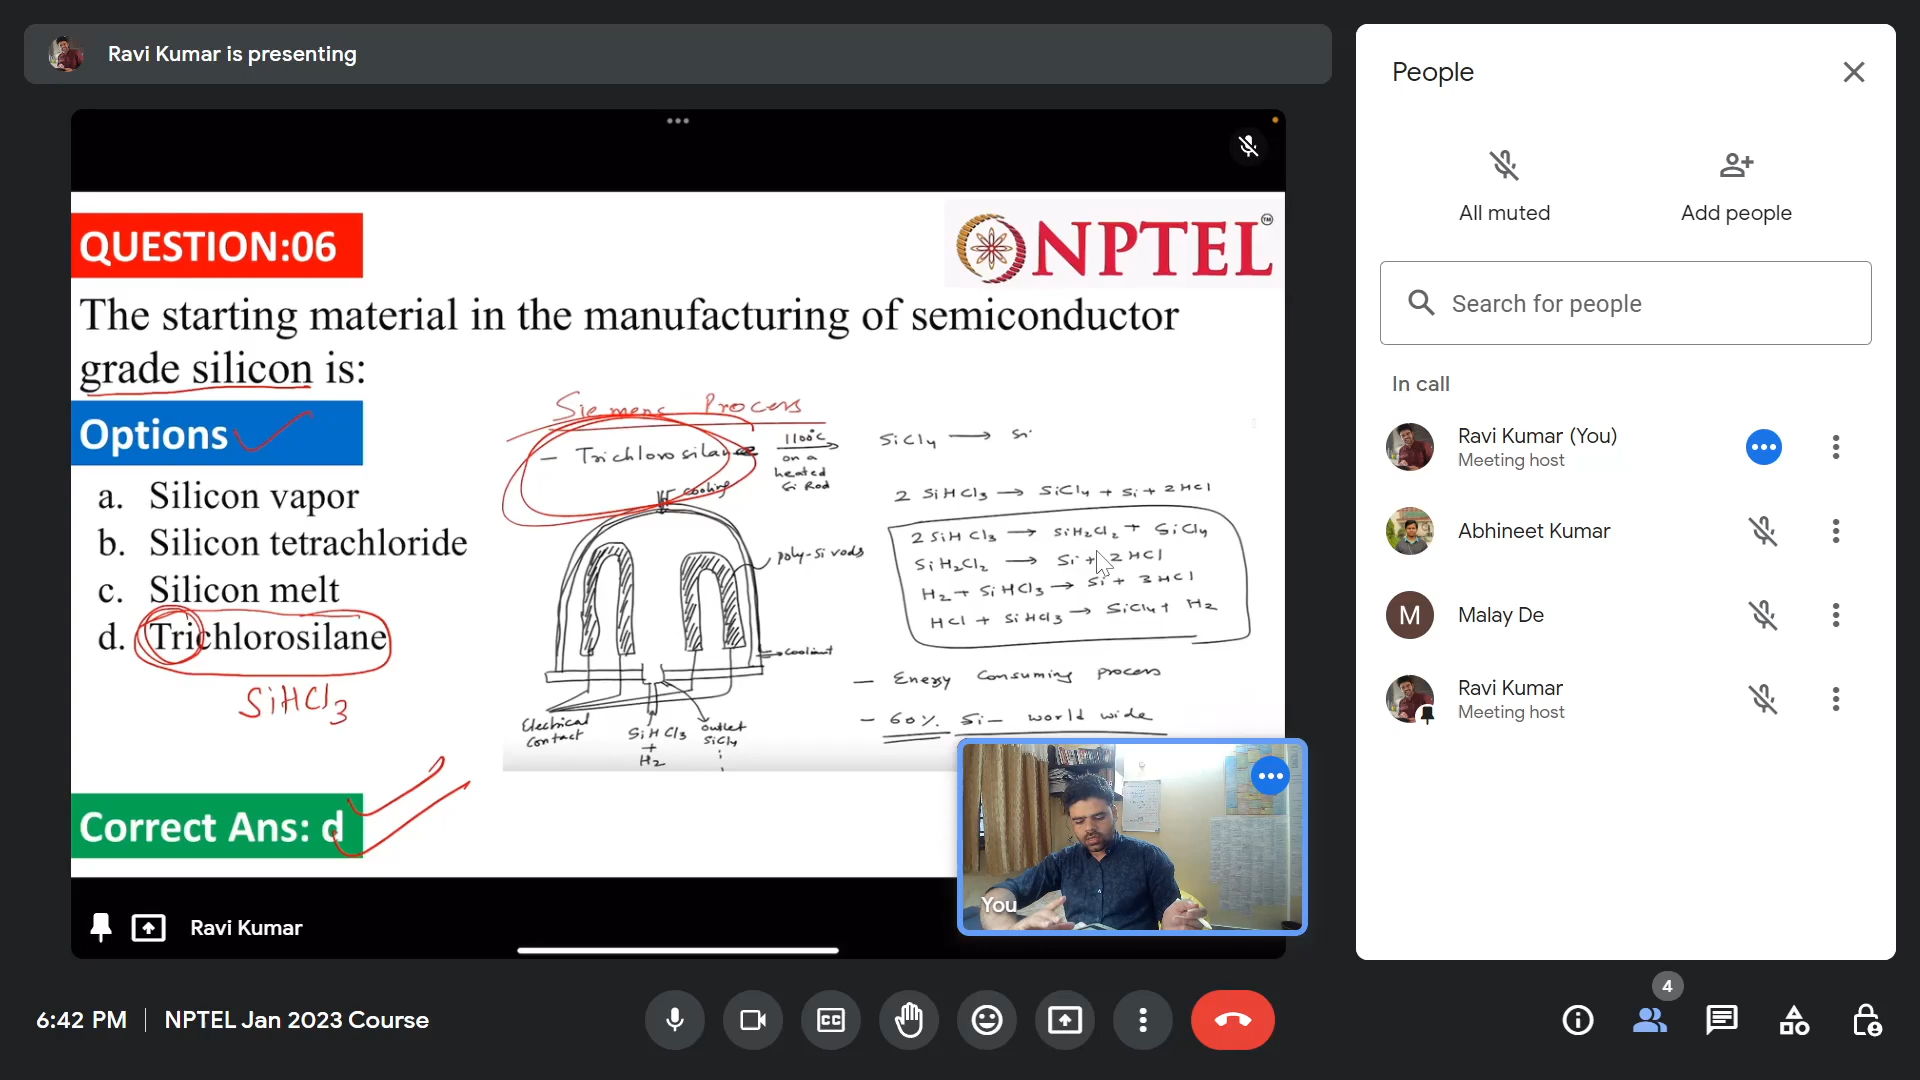 Ravi Kumar is presenting
QUESTION:06
NPTEL
TM
The starting material in the manufacturing of semiconductor
grade silicon is:
Options
a. Silicon vapor
b. Silicon tetrachloride
c. Silicon melt
d. Trichlorosilane
SiHCl3
Correct Ans: d
Siemens Process
- Trichlorosilane
1100°C
on a
heated
Si Rod
SiCl4 → Si
cooling
poly-Si rods
coolant
Electrical
contact
SiHCl3
+
H2
outlet
SiCl4
2 SiHCl3 → SiCl4 + Si + 2HCl
2 SiHCl3 → SiH2Cl2 + SiCl4
SiH2Cl2 → Si + 2HCl
H2 + SiHCl3 → Si + 3HCl
HCl + SiHCl3 → SiCl4 + H2
- Energy consuming process
- 60% Si - world wide
You
Ravi Kumar
People
All muted
Add people
Search for people
In call
Ravi Kumar (You)
Meeting host
Abhineet Kumar
M
Malay De
Ravi Kumar
Meeting host
6:42 PM | NPTEL Jan 2023 Course
CC
4